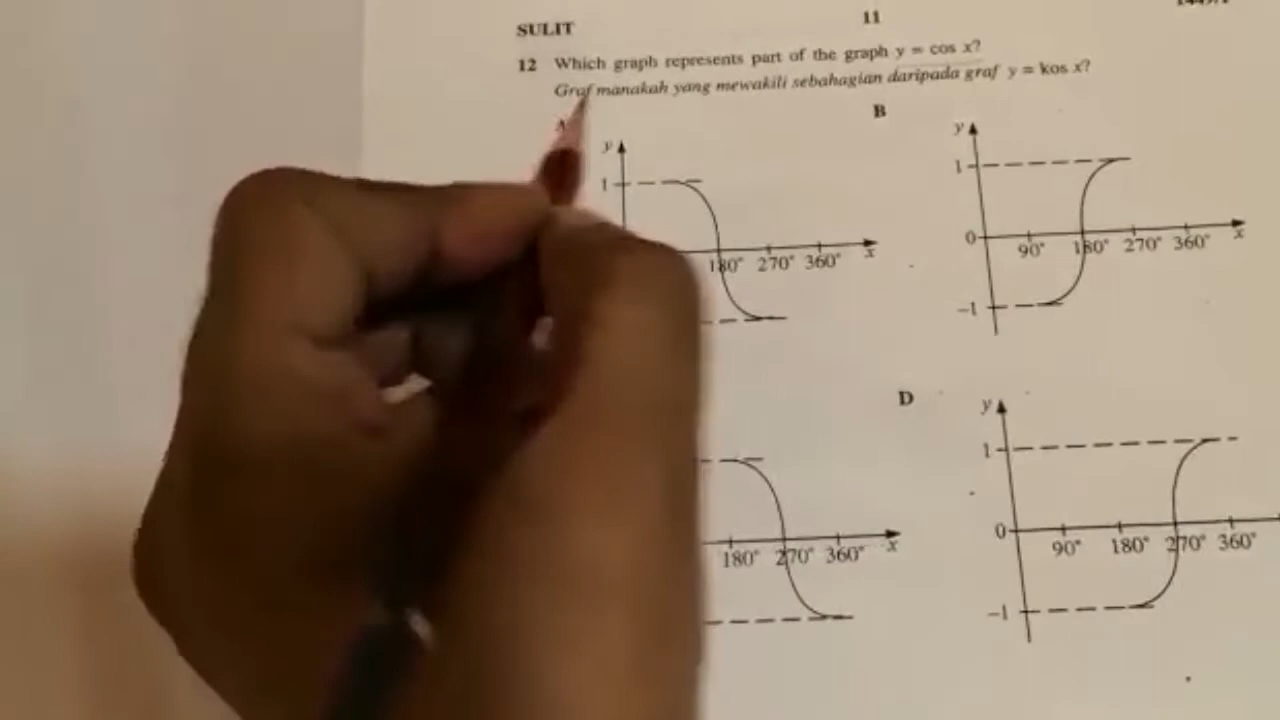 SULIT
11
12 Which graph represents part of the graph y = cos x?
Graf manakah yang mewakili sebahagian daripada graf y = kos x?
B
y
1
180° 270° 360° x
y
1
0
90° 180° 270° 360° x
-1
D
180° 270° 360° x
y
1
0
90° 180° 270° 360°
-1